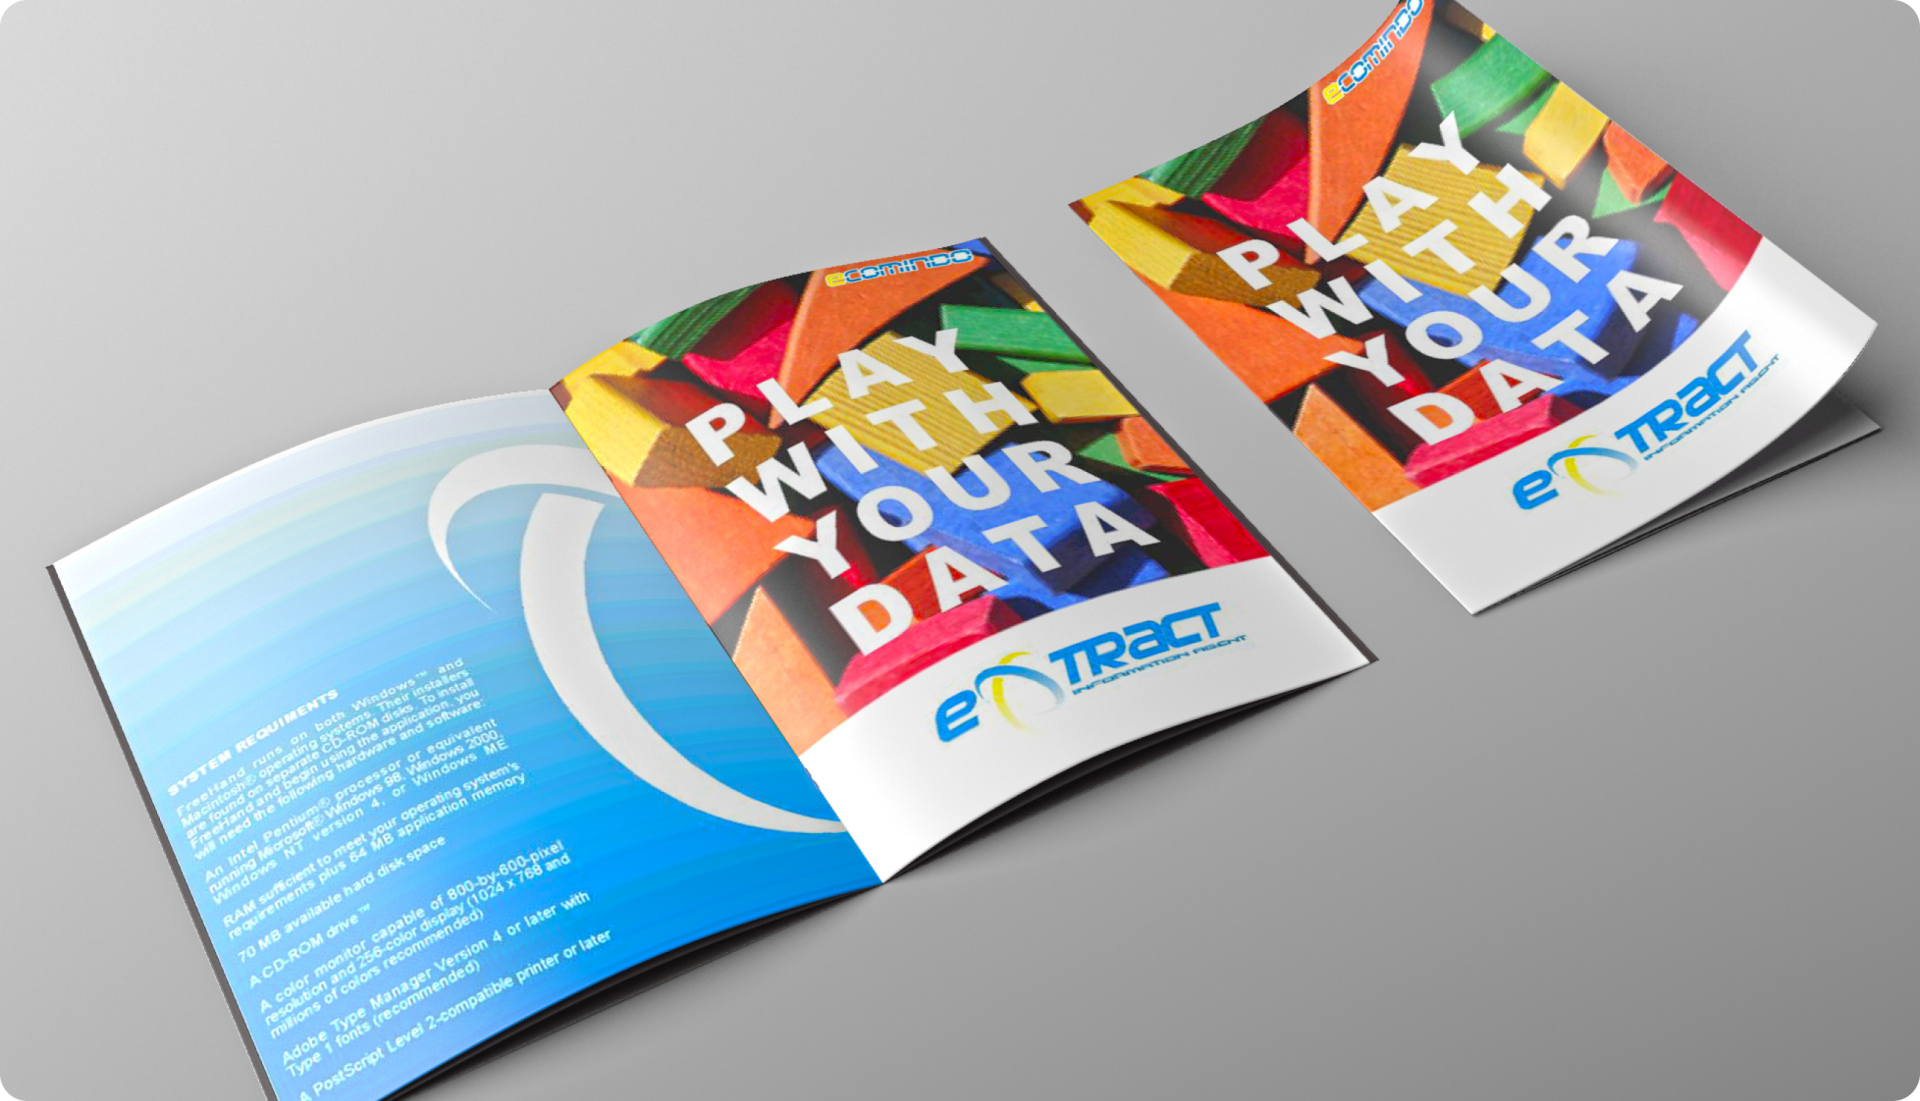 SYSTEM REQUIMENTS
FreeHand runs on both Windows™ and
Macintosh® operating systems. Their installers
are found on separate CD-ROM disks. To install
FreeHand and begin using the application, you
will need the following hardware and software:
An Intel Pentium® processor or equivalent
running Microsoft® Windows 98, Windows 2000,
Windows NT version 4, or Windows ME
RAM sufficient to meet your operating system's
requirements plus 64 MB application memory
70 MB available hard disk space
A CD-ROM drive™
A color monitor capable of 800-by-600-pixel
resolution and 256-color display (1024 x 768 and
millions of colors recommended)
Adobe Type Manager Version 4 or later with
Type 1 fonts (recommended)
A PostScript Level 2-compatible printer or later
ecomindo
PLAY
WITH
YOUR
DATA
eXTRaCT
INFORMATION AGENT
ecomindo
PLAY
WITH
YOUR
DATA
eXTRaCT
INFORMATION AGENT